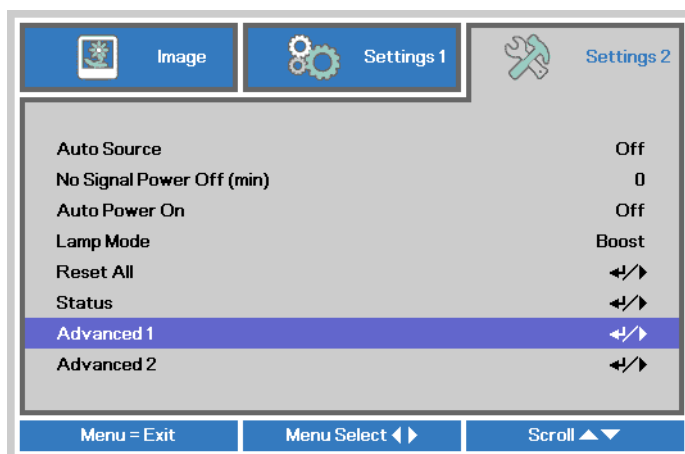 Image Settings 1 Settings 2
Auto Source Off
No Signal Power Off (min) 0
Auto Power On Off
Lamp Mode Boost
Reset All
Status
Advanced 1
Advanced 2
Menu = Exit Menu Select Scroll